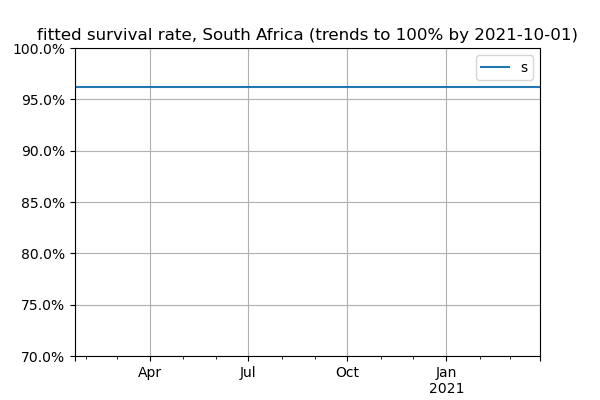 fitted survival rate, South Africa (trends to 100% by 2021-10-01)
100.0%
s
95.0%
90.0%
85.0%
80.0%
75.0%
70.0%
Apr Jul Oct Jan
2021